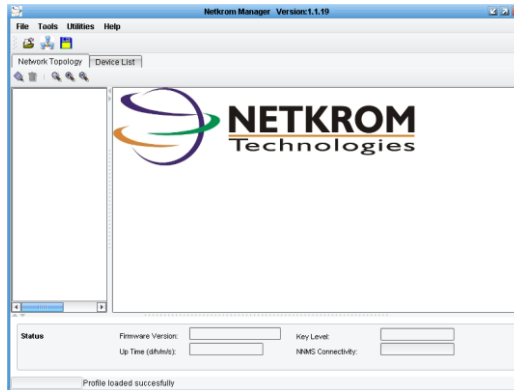 Netkrom Manager Version:1.1.19
File Tools Utilities Help
Network Topology Device List
NETKROM
Technologies
Status Firmware Version: Key Level:
Up Time (d/h/m/s): NNMS Connectivity:
Profile loaded succesfully